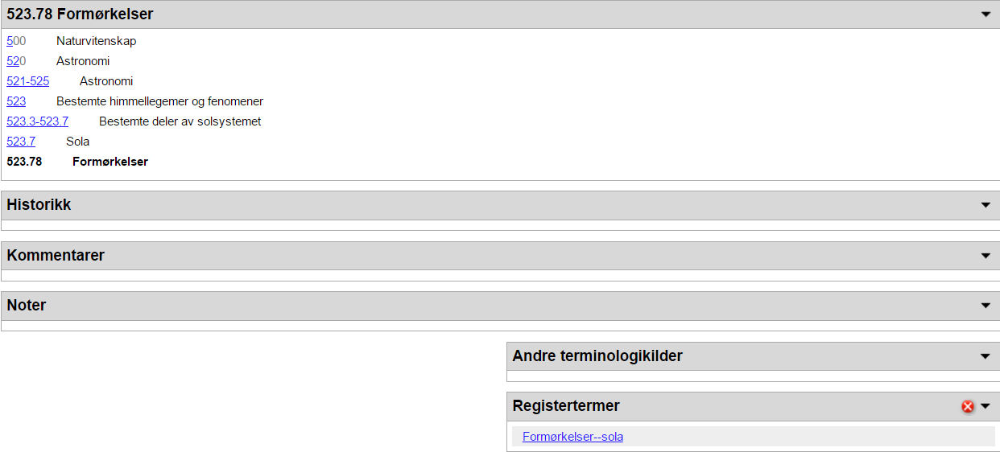 523.78 Formørkelser
500 Naturvitenskap
520 Astronomi
521-525 Astronomi
523 Bestemte himmellegemer og fenomener
523.3-523.7 Bestemte deler av solsystemet
523.7 Sola
523.78 Formørkelser
Historikk
Kommentarer
Noter
Andre terminologikilder
Registertermer
Formørkelser--sola